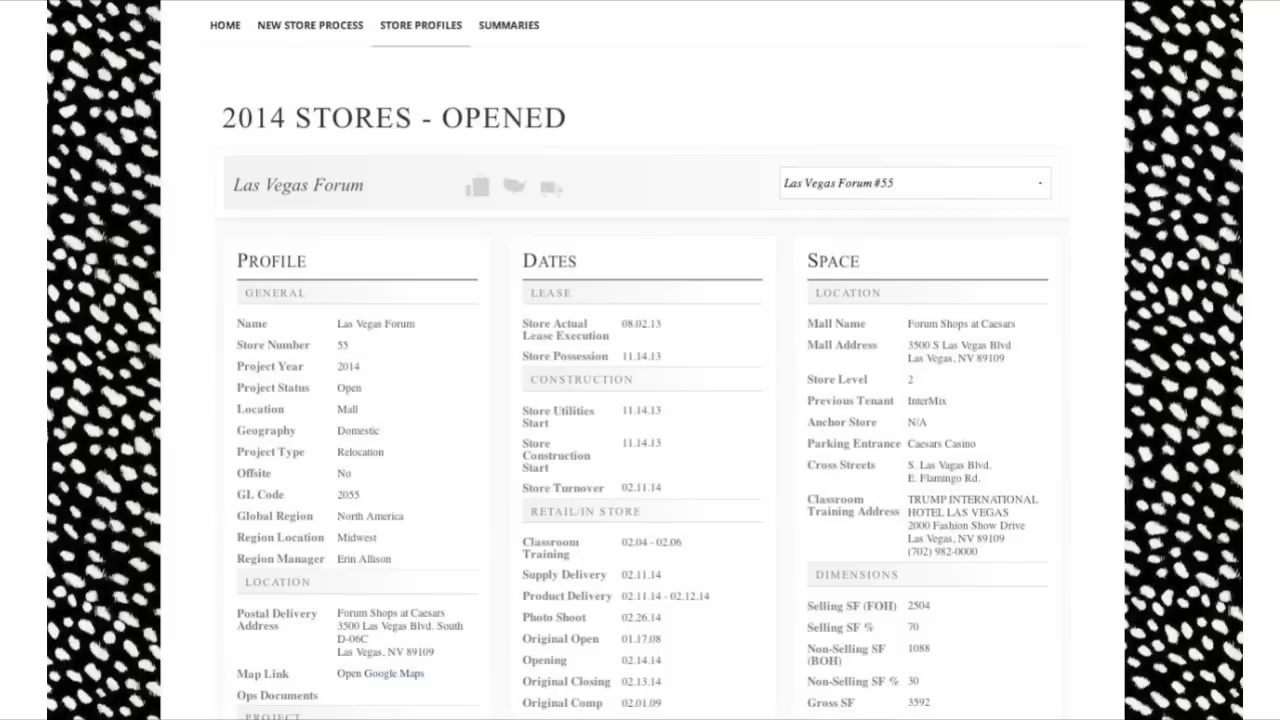 HOME NEW STORE PROCESS STORE PROFILES SUMMARIES
2014 STORES - OPENED
Las Vegas Forum
Las Vegas Forum #55
PROFILE
GENERAL
Name Las Vegas Forum
Store Number 55
Project Year 2014
Project Status Open
Location Mall
Geography Domestic
Project Type Relocation
Offsite No
GL Code 2055
Global Region North America
Region Location Midwest
Region Manager Erin Allison
LOCATION
Postal Delivery Forum Shops at Caesars
Address 3500 Las Vegas Blvd. South
D-06C
Las Vegas, NV 89109
Map Link Open Google Maps
Ops Documents
PROJECT
DATES
LEASE
Store Actual 08.02.13
Lease Execution
Store Possession 11.14.13
CONSTRUCTION
Store Utilities 11.14.13
Start
Store 11.14.13
Construction
Start
Store Turnover 02.11.14
RETAIL/IN STORE
Classroom 02.04 - 02.06
Training
Supply Delivery 02.11.14
Product Delivery 02.11.14 - 02.12.14
Photo Shoot 02.26.14
Original Open 01.17.08
Opening 02.14.14
Original Closing 02.13.14
Original Comp 02.01.09
SPACE
LOCATION
Mall Name Forum Shops at Caesars
Mall Address 3500 S Las Vegas Blvd
Las Vegas, NV 89109
Store Level 2
Previous Tenant InterMix
Anchor Store N/A
Parking Entrance Caesars Casino
Cross Streets S. Las Vagas Blvd.
E. Flamingo Rd.
Classroom TRUMP INTERNATIONAL
Training Address HOTEL LAS VEGAS
2000 Fashion Show Drive
Las Vegas, NV 89109
(702) 982-0000
DIMENSIONS
Selling SF (FOH) 2504
Selling SF % 70
Non-Selling SF 1088
(BOH)
Non-Selling SF % 30
Gross SF 3592